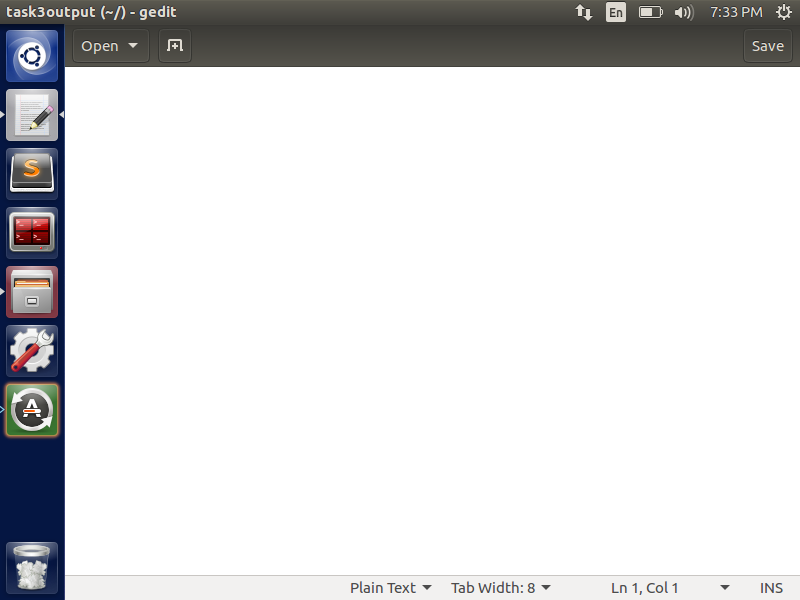 task3output (~/) - gedit
En
7:33 PM
Open
Save
S
>_ >_
>_ >_
A
Plain Text
Tab Width: 8
Ln 1, Col 1
INS